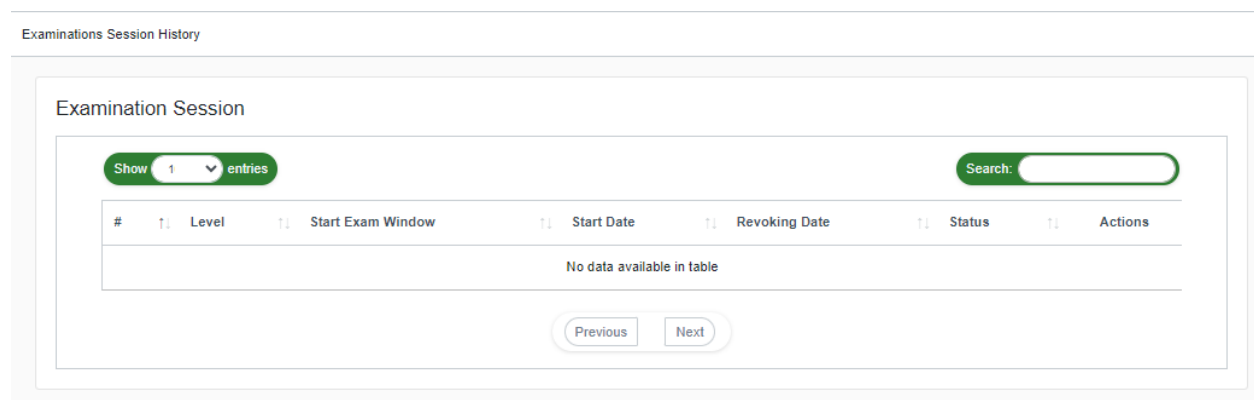 Examinations Session History
Examination Session
Show 1 entries Search:
# Level Start Exam Window Start Date Revoking Date Status Actions
No data available in table
Previous Next